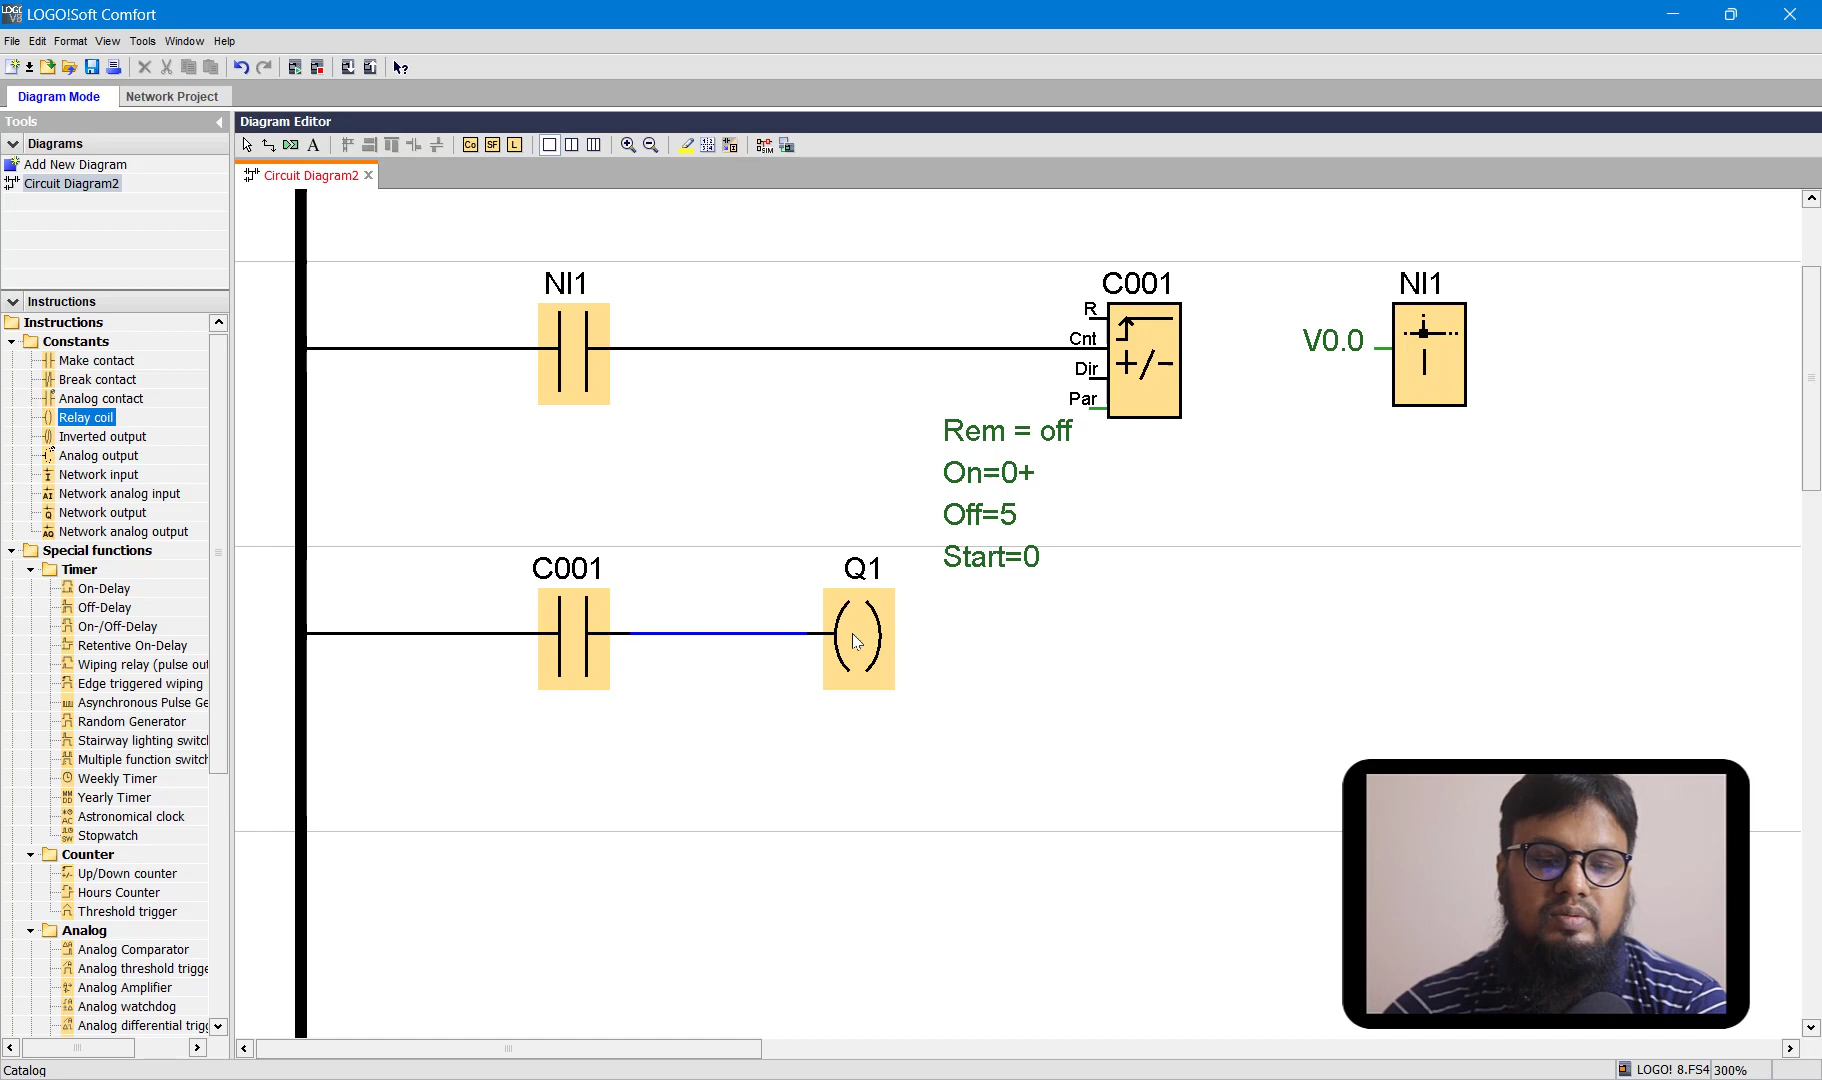 LOGO!Soft Comfort
File Edit Format View Tools Window Help
Diagram Mode Network Project
Tools
Diagram Editor
Diagrams
Add New Diagram
Circuit Diagram2
Co SF L
Circuit Diagram2
Instructions
Instructions
Constants
Make contact
Break contact
Analog contact
Relay coil
Inverted output
Analog output
Network input
Network analog input
Network output
Network analog output
Special functions
Timer
On-Delay
Off-Delay
On-/Off-Delay
Retentive On-Delay
Wiping relay (pulse out
Edge triggered wiping
Asynchronous Pulse Ge
Random Generator
Stairway lighting switch
Multiple function switch
Weekly Timer
Yearly Timer
Astronomical clock
Stopwatch
Counter
Up/Down counter
Hours Counter
Threshold trigger
Analog
Analog Comparator
Analog threshold trigge
Analog Amplifier
Analog watchdog
Analog differential trigg
NI1
C001
R
Cnt
Dir
Par
+/−
Rem = off
On=0+
Off=5
Start=0
NI1
V0.0
I
C001
Q1
Catalog
LOGO! 8.FS4 300%